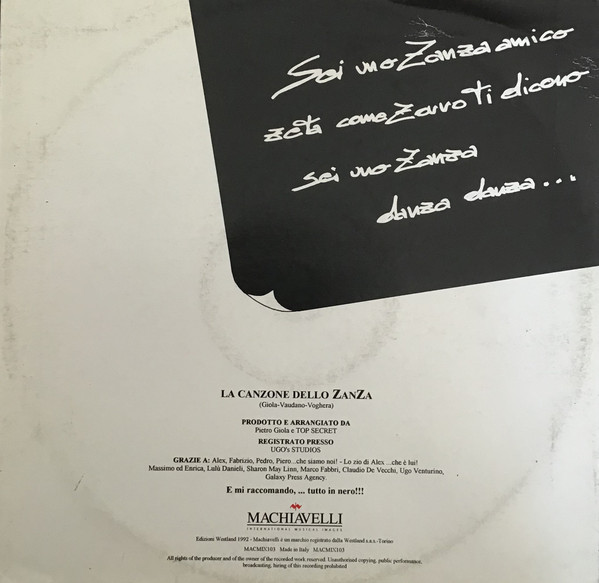 Sei uno Zanza amico
zeta come Zorro Ti dicono
sei uno Zanza
danza danza...
LA CANZONE DELLO ZANZA
(Giola-Vaudano-Voghera)
PRODOTTO E ARRANGIATO DA
Pietro Giola e TOP SECRET
REGISTRATO PRESSO
UGO's STUDIOS
GRAZIE A: Alex, Fabrizio, Pedro, Piero...che siamo noi! - Lo zio di Alex ...che è lui!
Massimo ed Enrica, Lulù Danieli, Sharon May Linn, Marco Fabbri, Claudio De Vecchi, Ugo Venturino,
Galaxy Press Agency.
E mi raccomando, ... tutto in nero!!!
MACHIAVELLI
INTERNATIONAL MUSICAL IMAGES
Edizioni Westland 1992 - Machiavelli è un marchio registrato dalla Westland s.a.s.-Torino
MACMIX103 Made in Italy MACMIX103
All rights of the producer and of the owner of the recorded work reserved. Unauthorised copying, public performance,
broadcasting, hiring of this recording prohibited